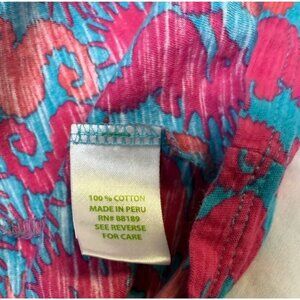 100% COTTON
MADE IN PERU
RN# 88189
SEE REVERSE
FOR CARE